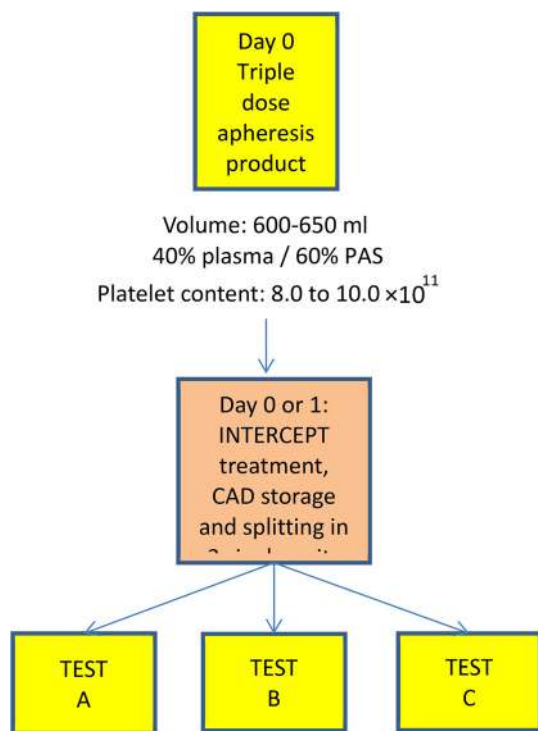 Day 0
Triple
dose
apheresis
product
Volume: 600-650 ml
40% plasma / 60% PAS
Platelet content: 8.0 to 10.0 ×10^11
Day 0 or 1:
INTERCEPT
treatment,
CAD storage
and splitting in
TEST
A
TEST
B
TEST
C